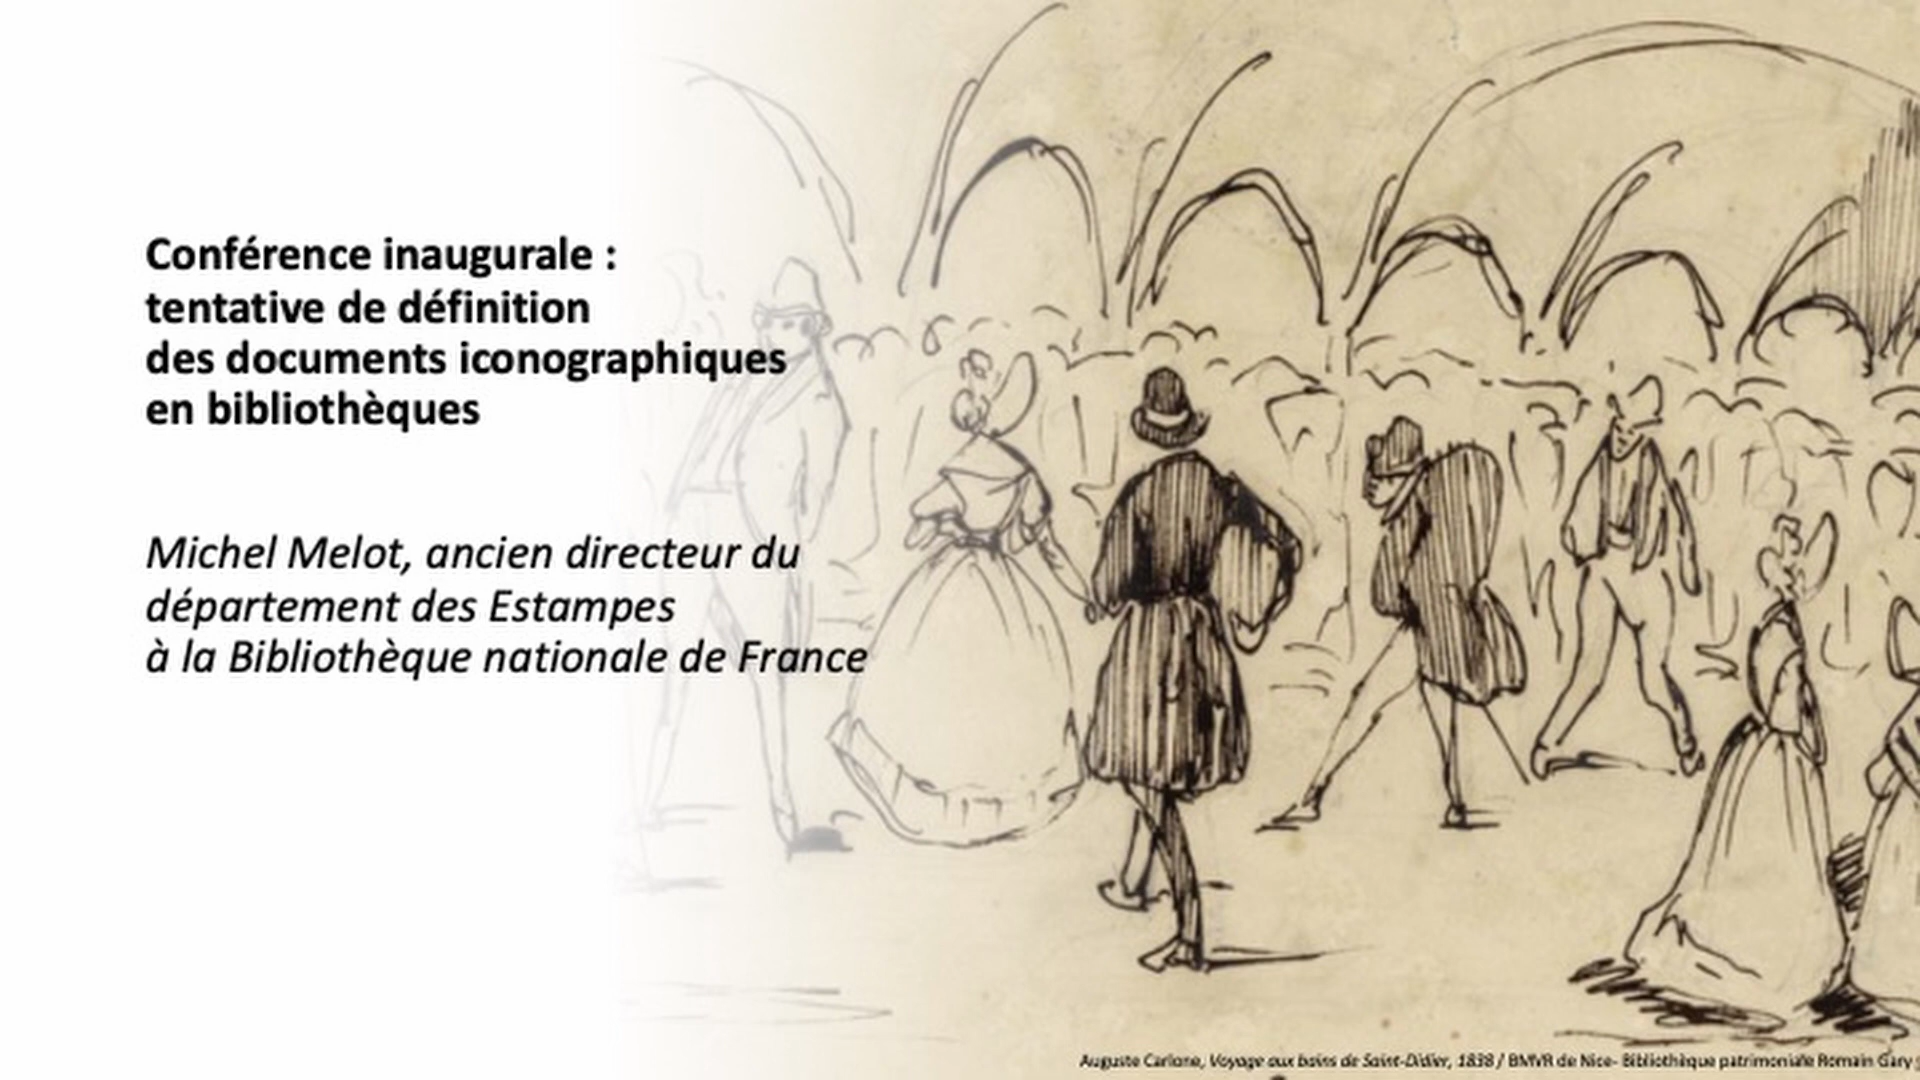 Conférence inaugurale :
tentative de définition
des documents iconographiques
en bibliothèques
Michel Melot, ancien directeur du
département des Estampes
à la Bibliothèque nationale de France
Auguste Carlone, Voyage aux bains de Saint-Didier, 1838 / BMVR de Nice- Bibliothèque patrimoniale Romain Gary